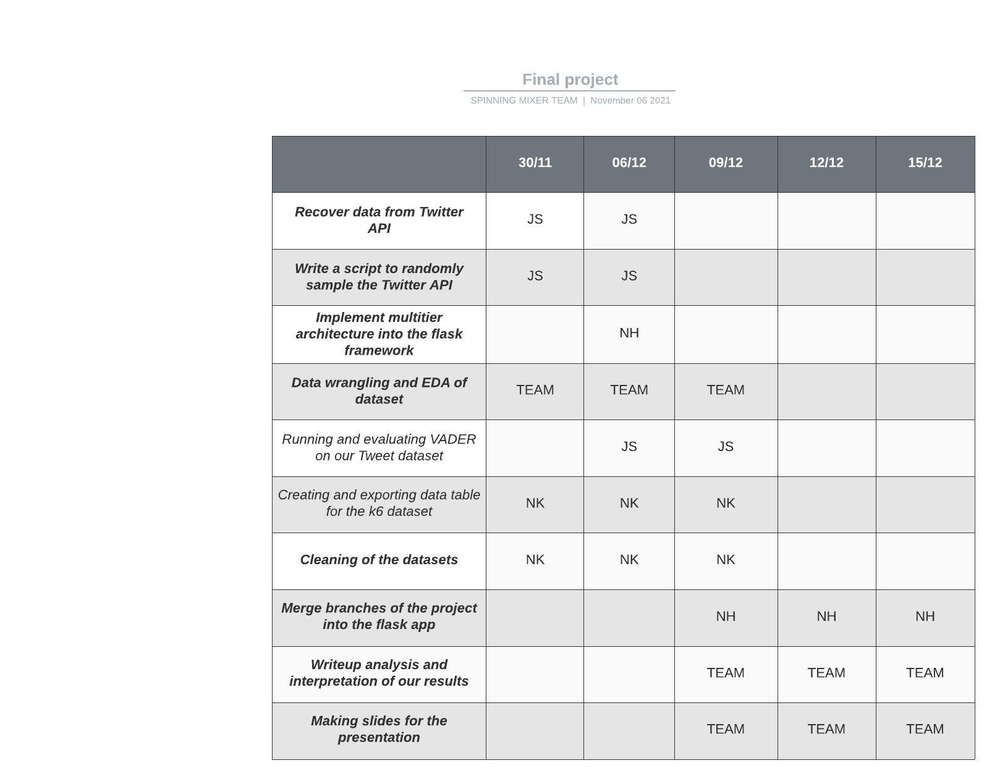 Final project
SPINNING MIXER TEAM | November 06 2021
30/11 06/12 09/12 12/12 15/12
Recover data from Twitter
API
JS JS
Write a script to randomly
sample the Twitter API
JS JS
Implement multitier
architecture into the flask
framework
NH
Data wrangling and EDA of
dataset
TEAM TEAM TEAM
Running and evaluating VADER
on our Tweet dataset
JS JS
Creating and exporting data table
for the k6 dataset
NK NK NK
Cleaning of the datasets
NK NK NK
Merge branches of the project
into the flask app
NH NH NH
Writeup analysis and
interpretation of our results
TEAM TEAM TEAM
Making slides for the
presentation
TEAM TEAM TEAM